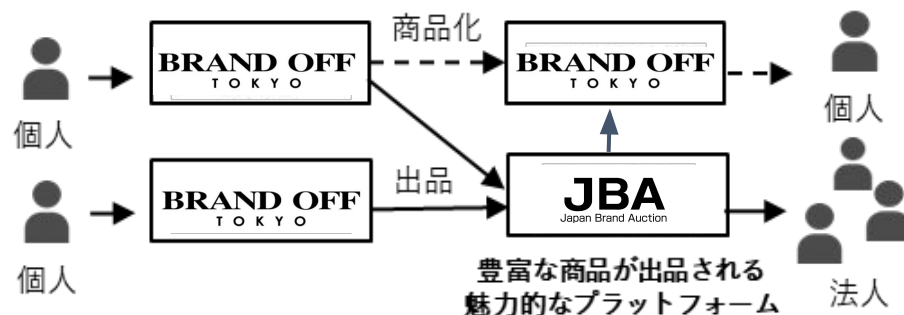 商品化
BRAND OFF
TOKYO
BRAND OFF
TOKYO
個人
個人
BRAND OFF
TOKYO
出品
JBA
Japan Brand Auction
個人
豊富な商品が出品される
魅力的なプラットフォーム
法人